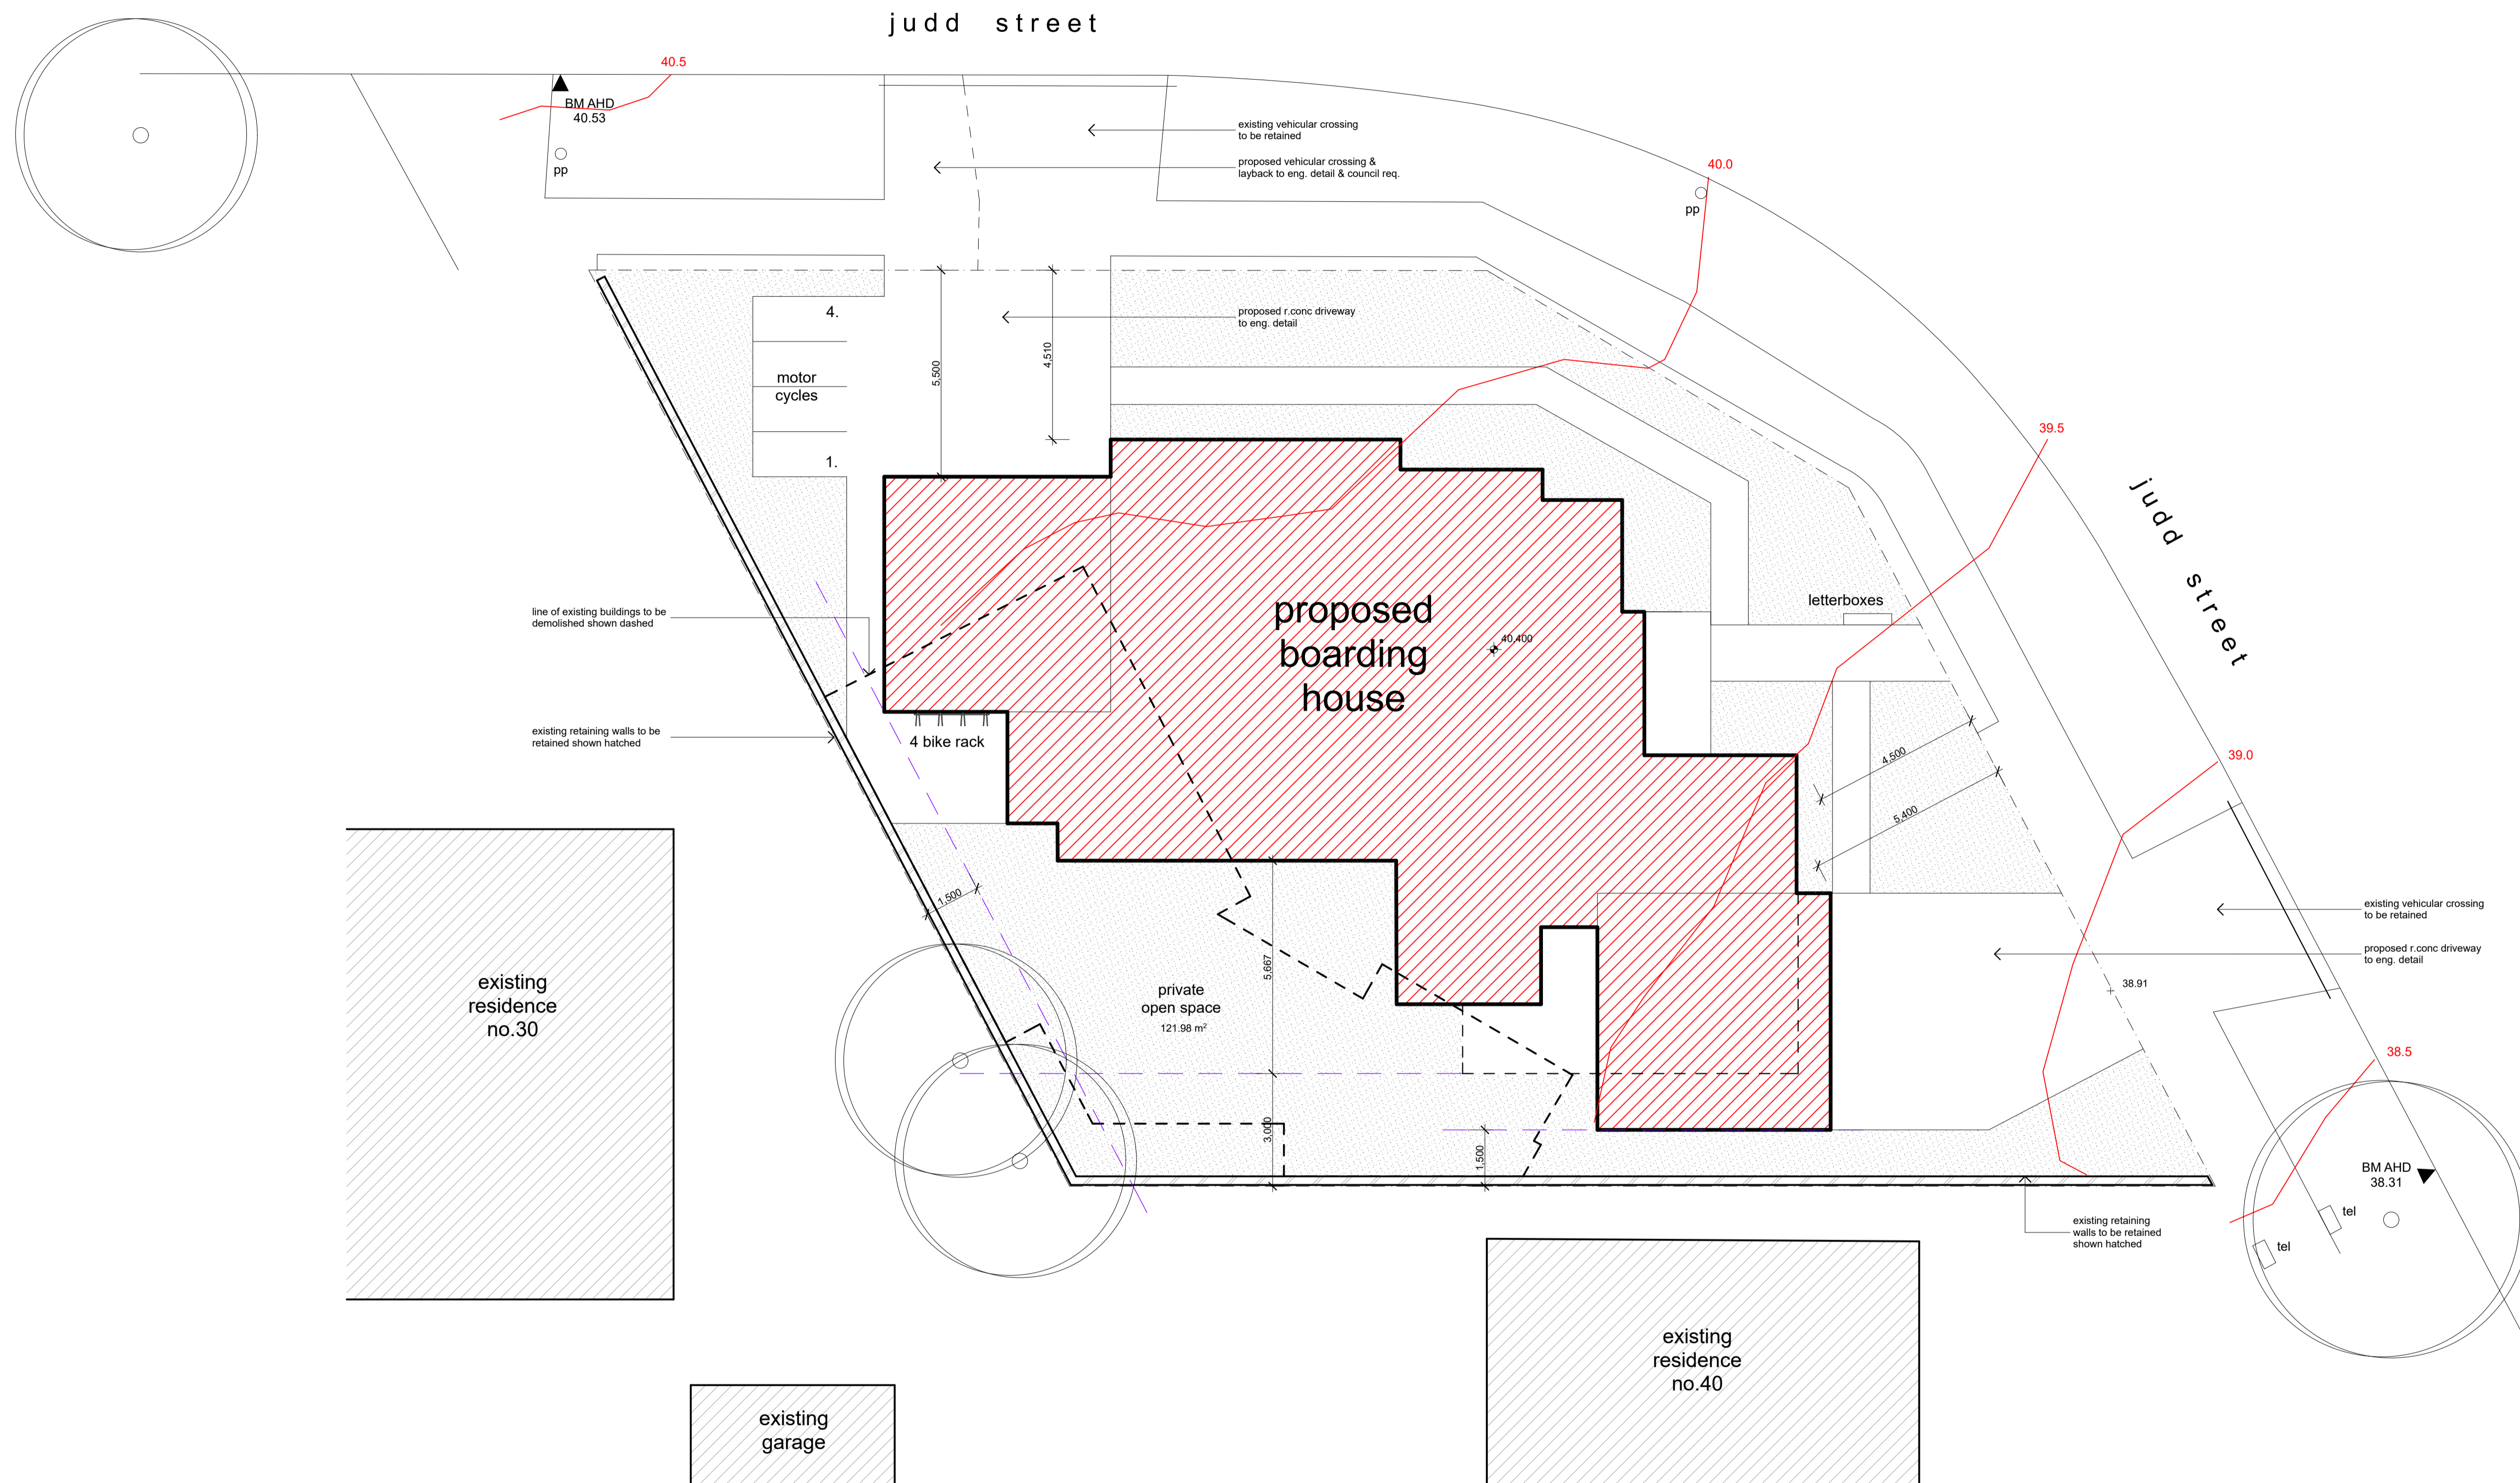 judd street
40.5
BM AHD
40.53
pp
existing vehicular crossing
to be retained
proposed vehicular crossing &
layback to eng. detail & council req.
40.0
pp
4.
motor
cycles
1.
5,500
4,510
proposed r.conc driveway
to eng. detail
39.5
judd street
line of existing buildings to be
demolished shown dashed
proposed
boarding
house
40,400
letterboxes
existing retaining walls to be
retained shown hatched
4 bike rack
4,500
5,400
39.0
1,500
existing vehicular crossing
to be retained
proposed r.conc driveway
to eng. detail
existing
residence
no.30
private
open space
121.98 m²
5,667
38.91
38.5
3,000
1,500
BM AHD
38.31
tel
tel
existing retaining
walls to be retained
shown hatched
existing
residence
no.40
existing
garage